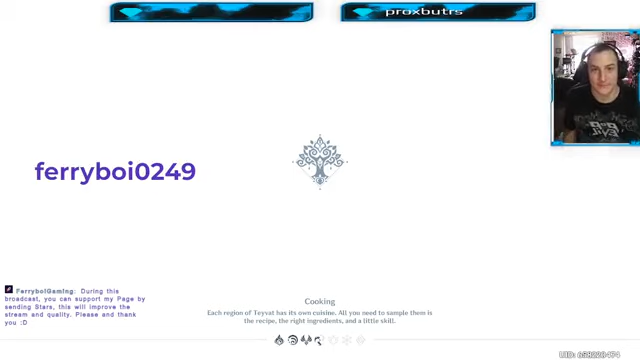 proxbutrs
ferryboi0249
FerryboiGaming: During this
broadcast, you can support my Page by
sending Stars, this will improve the
stream and quality. Please and thank
you :D
Cooking
Each region of Teyvat has its own cuisine. All you need to sample them is
the recipe, the right ingredients, and a little skill.